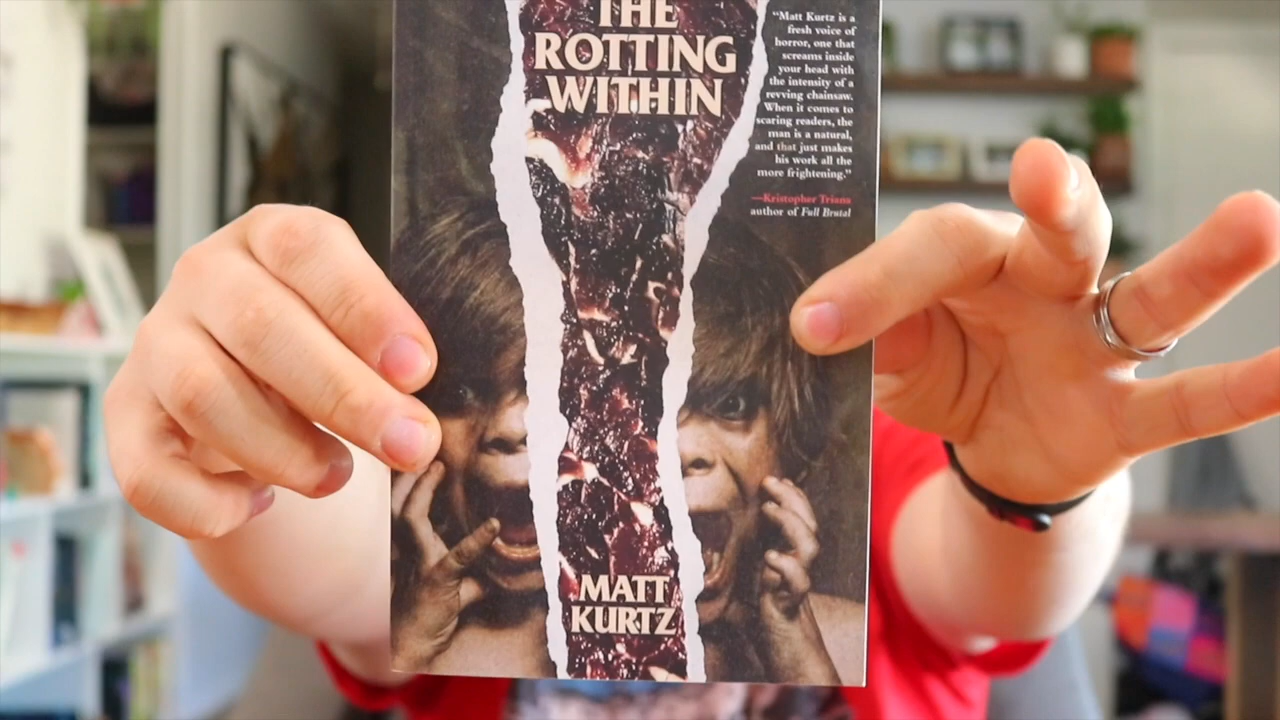 THE
ROTTING
WITHIN
“Matt Kurtz is a
fresh voice of
horror, one that
screams inside
your head with
the intensity of a
revving chainsaw.
When it comes to
scaring readers, the
man is a natural,
and that just makes
his work all the
more frightening.”
—Kristopher Triana
author of Full Brutal
MATT
KURTZ